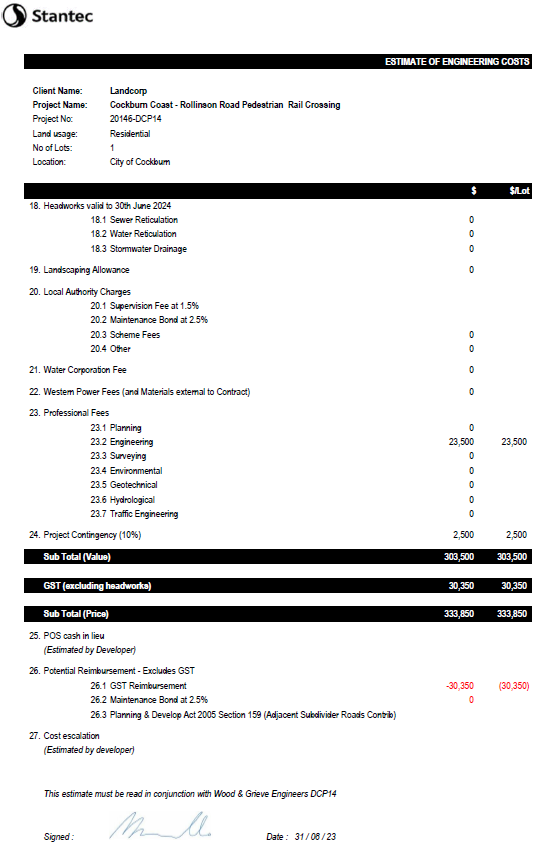 Stantec
ESTIMATE OF ENGINEERING COSTS
Client Name: Landcorp
Project Name: Cockburn Coast - Rollinson Road Pedestrian Rail Crossing
Project No: 20146-DCP14
Land usage: Residential
No of Lots: 1
Location: City of Cockburn
$ $/Lot
18. Headworks valid to 30th June 2024
18.1 Sewer Reticulation 0
18.2 Water Reticulation 0
18.3 Stormwater Drainage 0
19. Landscaping Allowance 0
20. Local Authority Charges
20.1 Supervision Fee at 1.5%
20.2 Maintenance Bond at 2.5%
20.3 Scheme Fees 0
20.4 Other 0
21. Water Corporation Fee 0
22. Western Power Fees (and Materials external to Contract) 0
23. Professional Fees
23.1 Planning 0
23.2 Engineering 23,500 23,500
23.3 Surveying 0
23.4 Environmental 0
23.5 Geotechnical 0
23.6 Hydrological 0
23.7 Traffic Engineering 0
24. Project Contingency (10%) 2,500 2,500
Sub Total (Value) 303,500 303,500
GST (excluding headworks) 30,350 30,350
Sub Total (Price) 333,850 333,850
25. POS cash in lieu
(Estimated by Developer)
26. Potential Reimbursement - Excludes GST
26.1 GST Reimbursement -30,350 (30,350)
26.2 Maintenance Bond at 2.5% 0
26.3 Planning & Develop Act 2005 Section 159 (Adjacent Subdivider Roads Contrib)
27. Cost escalation
(Estimated by developer)
This estimate must be read in conjunction with Wood & Grieve Engineers DCP14
Signed : Date : 31 / 06 / 23